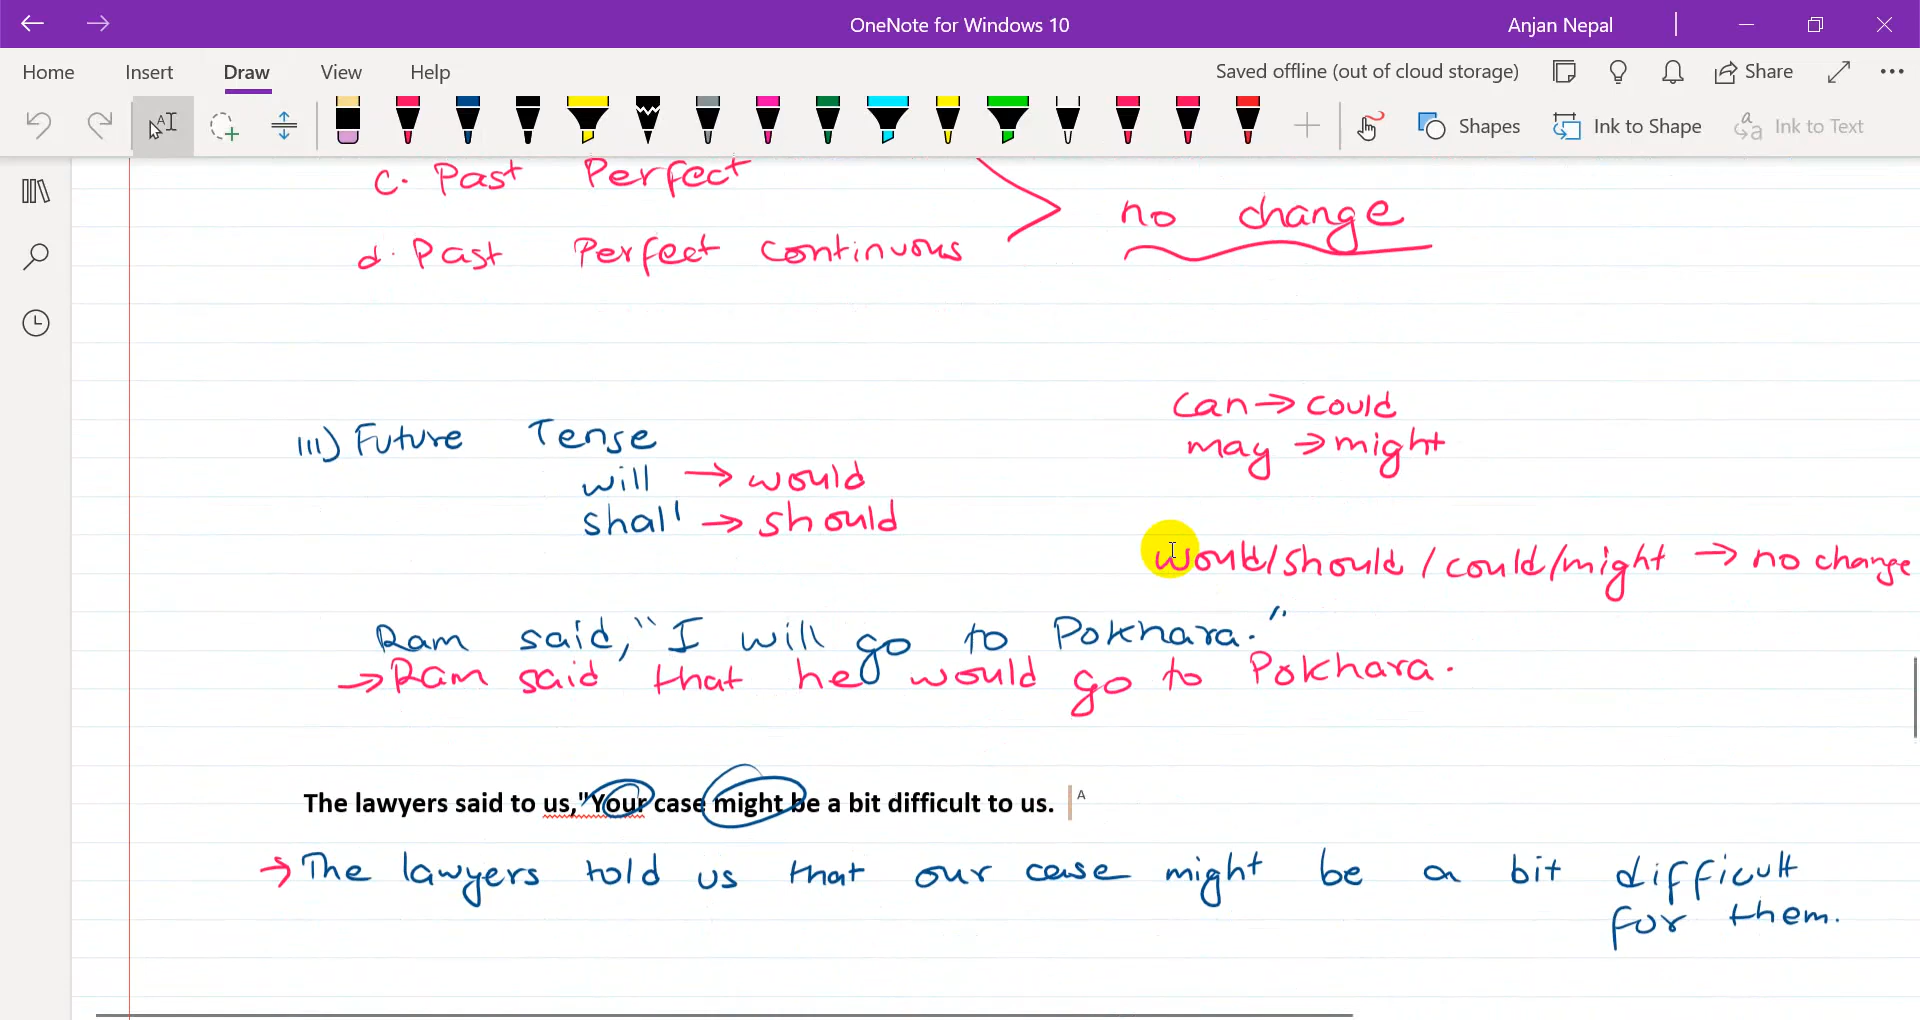 OneNote for Windows 10
Anjan Nepal
Home Insert Draw View Help
Saved offline (out of cloud storage)
Share
Shapes
Ink to Shape
Ink to Text
c. Past Perfect
d. Past Perfect continuous
no change
can → could
may → might
III) Future Tense
will → would
shall → should
would/should/could/might → no change
Ram said, "I will go to Pokhara."
→ Ram said that he would go to Pokhara.
The lawyers said to us,"Your case might be a bit difficult to us.
A
→ The lawyers told us that our case might be a bit difficult
for them.